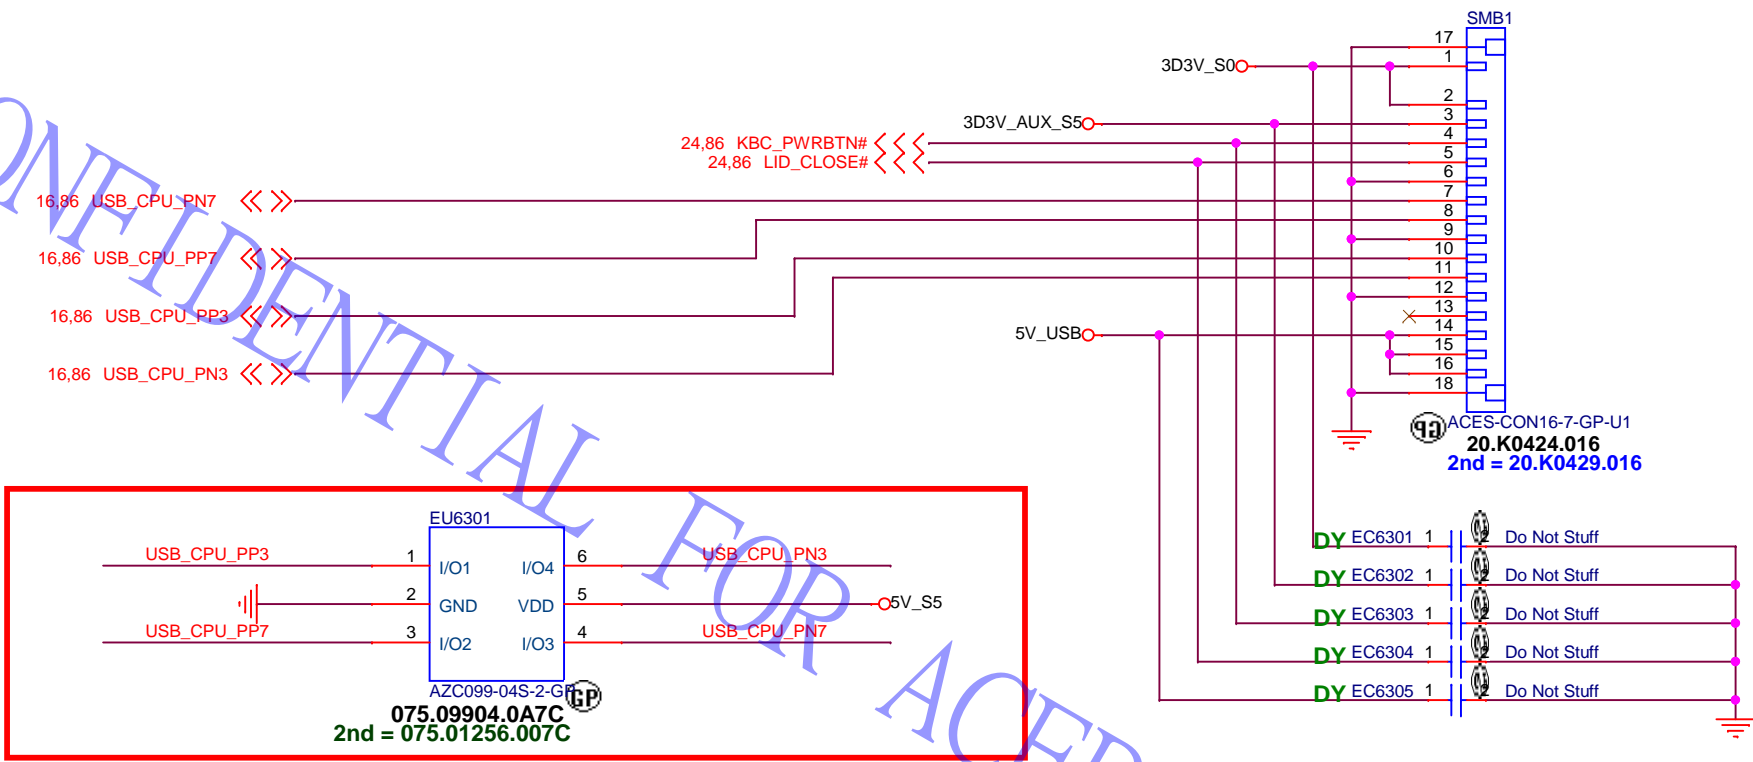 SMB1
17
3D3V_S0
1
2
3D3V_AUX_S5
3
24,86 KBC_PWRBTN#
4
24,86 LID_CLOSE#
5
6
16,86 USB_CPU_PN7
7
8
9
16,86 USB_CPU_PP7
10
11
12
16,86 USB_CPU_PP3
13
5V_USB
14
15
16,86 USB_CPU_PN3
16
18
ACES-CON16-7-GP-U1
GP
20.K0424.016
2nd = 20.K0429.016
CONFIDENTIAL FOR ACER
EU6301
USB_CPU_PP3 1 I/O1 I/O4 6 USB_CPU_PN3
2 GND VDD 5 5V_S5
USB_CPU_PP7 3 I/O2 I/O3 4 USB_CPU_PN7
AZC099-04S-2-GP
GP
075.09904.0A7C
2nd = 075.01256.007C
DY EC6301 1 2 Do Not Stuff
DY EC6302 1 2 Do Not Stuff
DY EC6303 1 2 Do Not Stuff
DY EC6304 1 2 Do Not Stuff
DY EC6305 1 2 Do Not Stuff